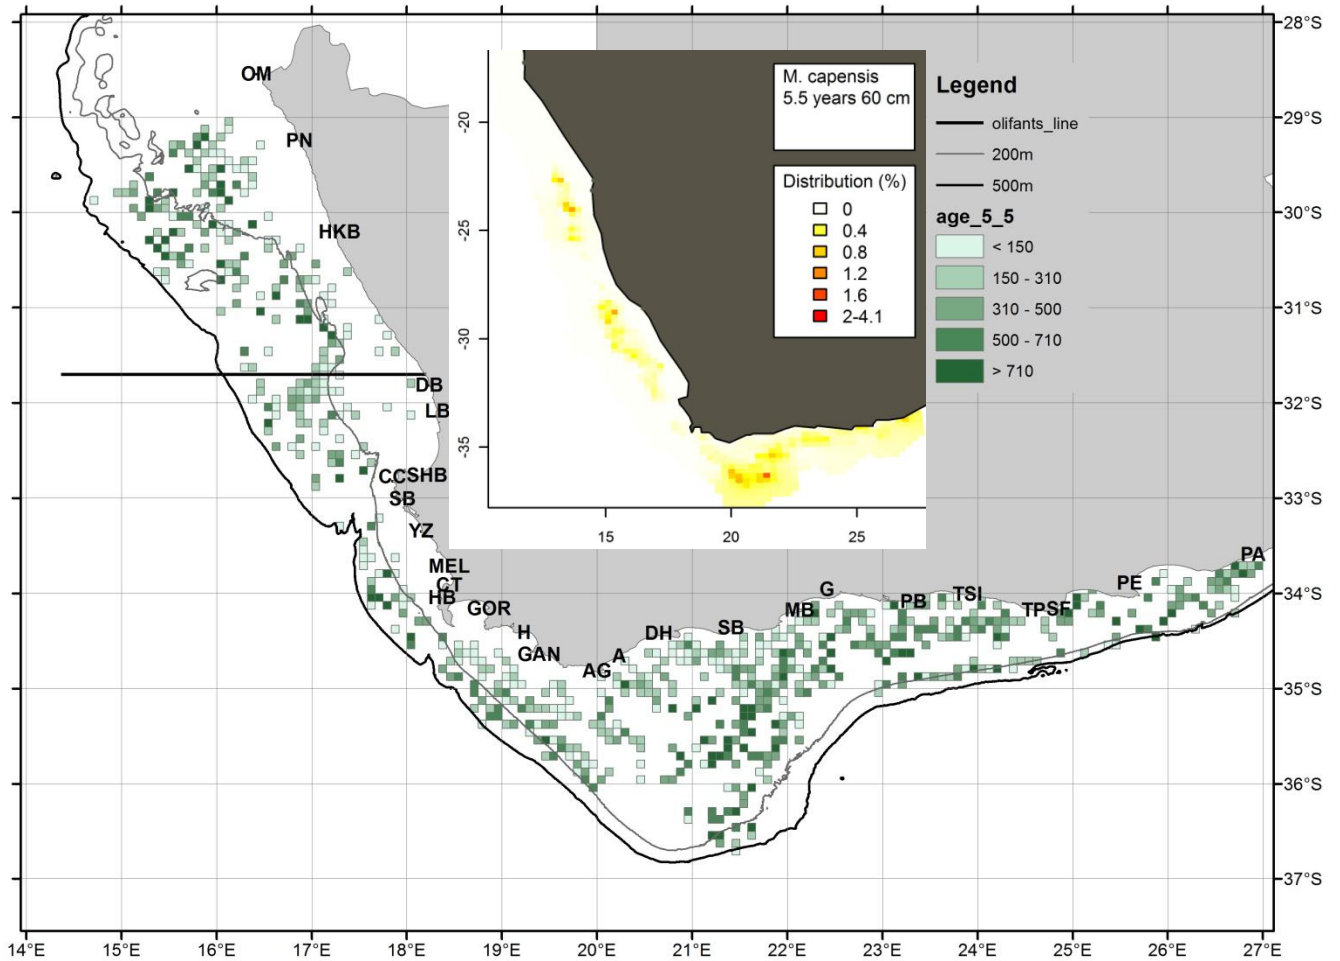 28°S
29°S
30°S
31°S
32°S
33°S
34°S
35°S
36°S
37°S
14°E
15°E
16°E
17°E
18°E
19°E
20°E
21°E
22°E
23°E
24°E
25°E
26°E
27°E
OM
PN
HKB
DB
LB
CC
SHB
SB
YZ
MEL
CT
HB
GOR
H
GAN
AG
A
DH
SB
MB
G
PB
TSI
TP
SF
PE
PA
M. capensis
5.5 years 60 cm
Distribution (%)
0
0.4
0.8
1.2
1.6
2-4.1
-20
-25
-30
-35
15
20
25
Legend
olifants_line
200m
500m
age_5_5
< 150
150 - 310
310 - 500
500 - 710
> 710